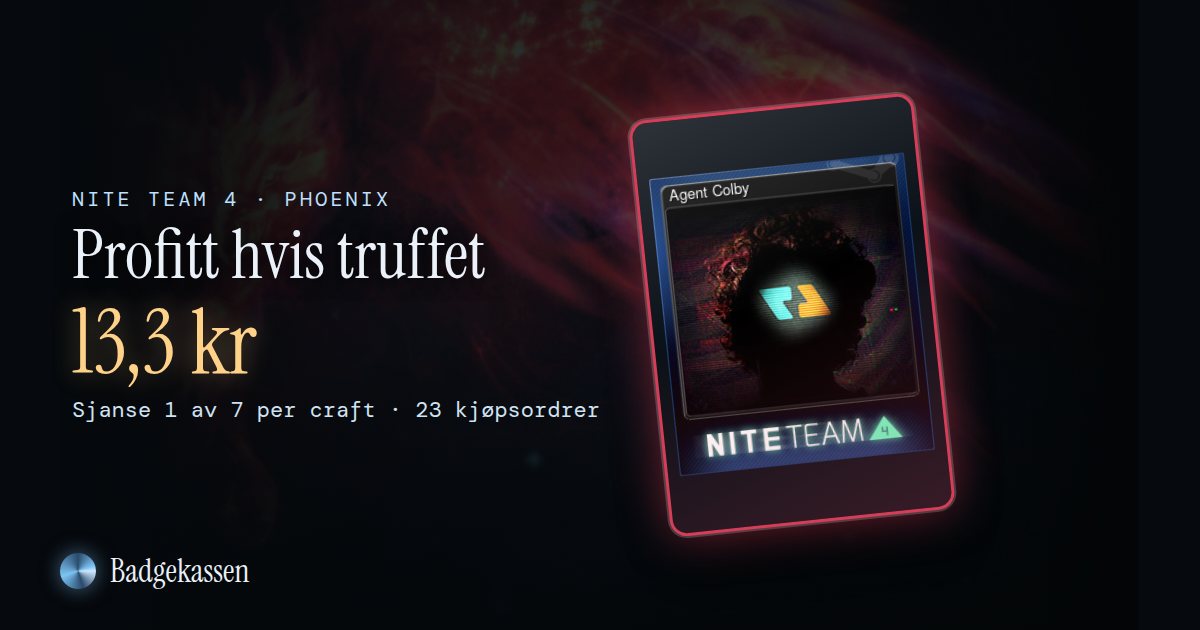 NITE TEAM 4 · PHOENIX
Profitt hvis truffet
13,3 kr
Sjanse 1 av 7 per craft · 23 kjøpsordrer
Badgekassen
Agent Colby
NITE TEAM 4